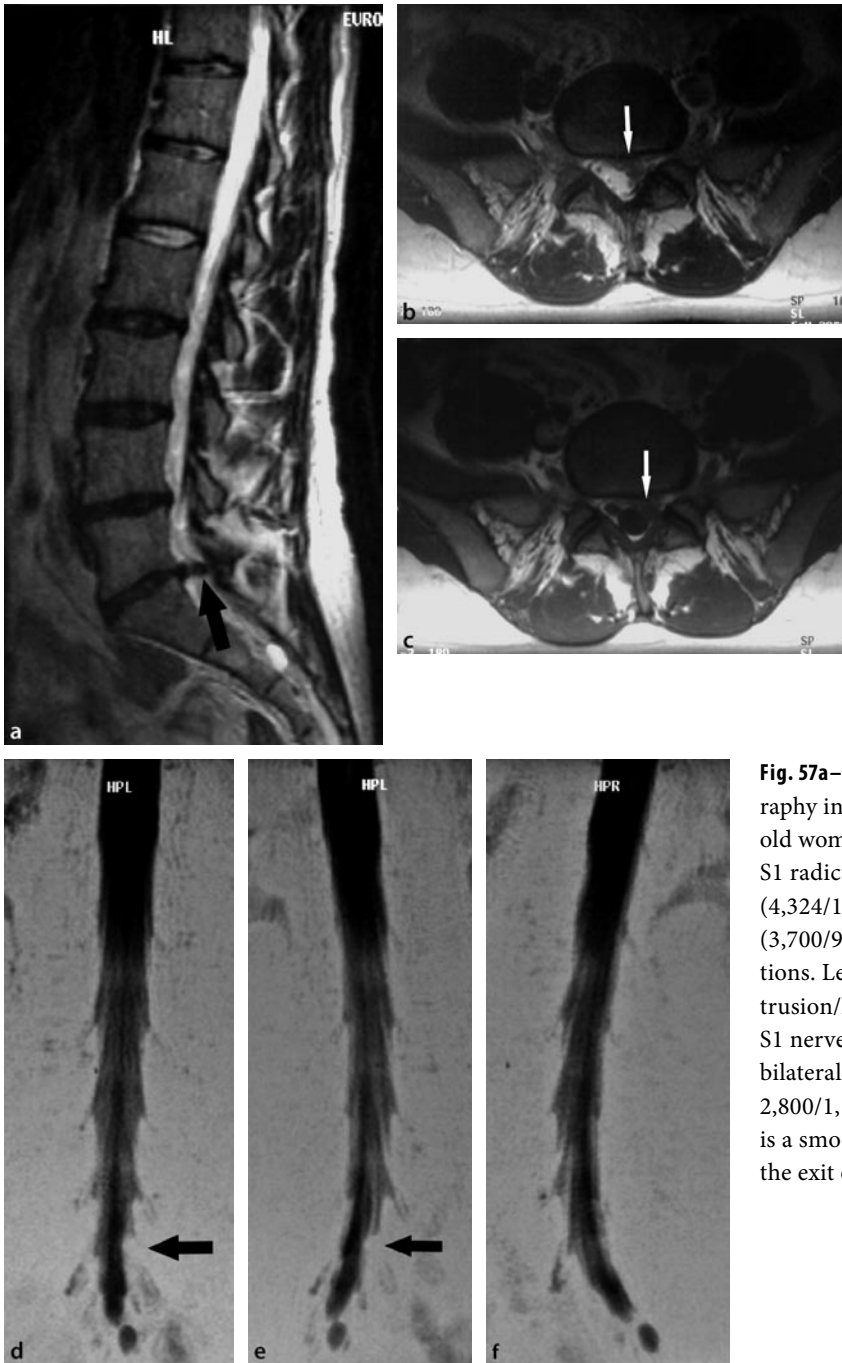 HL
EURO
a
b
SP
SL
c
SP
SL
HPL
d
HPL
e
HPR
f
Fig. 57a–
raphy in
old wom
S1 radic
(4,324/1
(3,700/9
tions. Le
trusion/
S1 nerve
bilateral
2,800/1,
is a smo
the exit